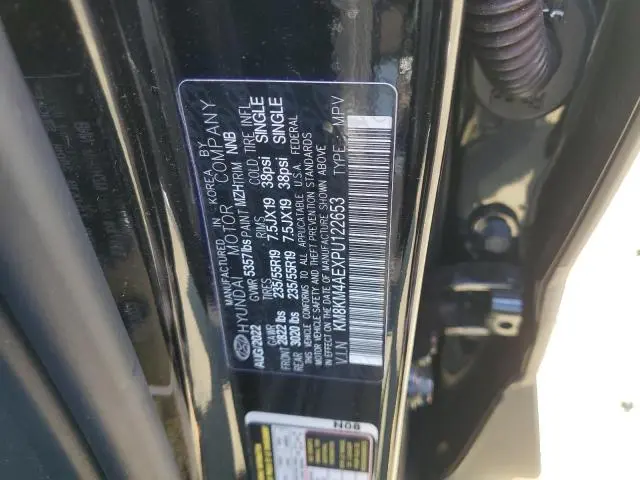 HYUNDAI MANUFACTURED IN KOREA BY
MOTOR COMPANY
AUG/2022 GVWR 5357 lbs PAINT MZH TRIM NNB
GAWR TIRES RIMS COLD TIRE INFL
FRONT 2822 lbs 235/55R19 7.5JX19 38psi SINGLE
REAR 3020 lbs 235/55R19 7.5JX19 38psi SINGLE
THIS VEHICLE CONFORMS TO ALL APPLICABLE U.S.A. FEDERAL
MOTOR VEHICLE SAFETY AND THEFT PREVENTION STANDARDS
IN EFFECT ON THE DATE OF MANUFACTURE SHOWN ABOVE.
V.I.N KM8KM4AEXPU122653 TYPE : MPV